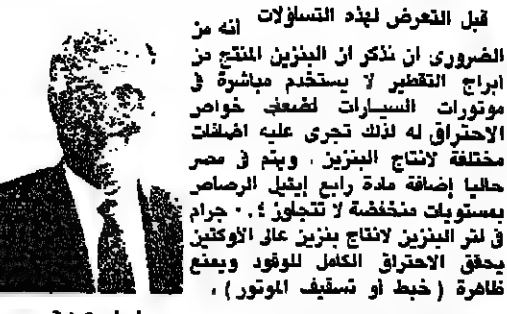 قبل التعرض لهذه التساؤلات أنه من
الضروري ان نذكر ان البنزين المنتج من
ابراج التقطير لا يستخدم مباشرة في
موتورات السيارات لضعف خواص
الاحتراق له لذلك تجرى عليه اضافات
مختلفة لانتاج البنزين . ويتم في مصر
حاليا إضافة مادة رابع إيثيل الرصاص
بمستويات منخفضة لا تتجاوز ٤ ,٠ جرام
في لتر البنزين لانتاج بنزين عالى الأوكتين
يحقق الاحتراق الكامل للوقود ويمنع
ظاهرة ( خبط أو تسقيف الموتور ) ،